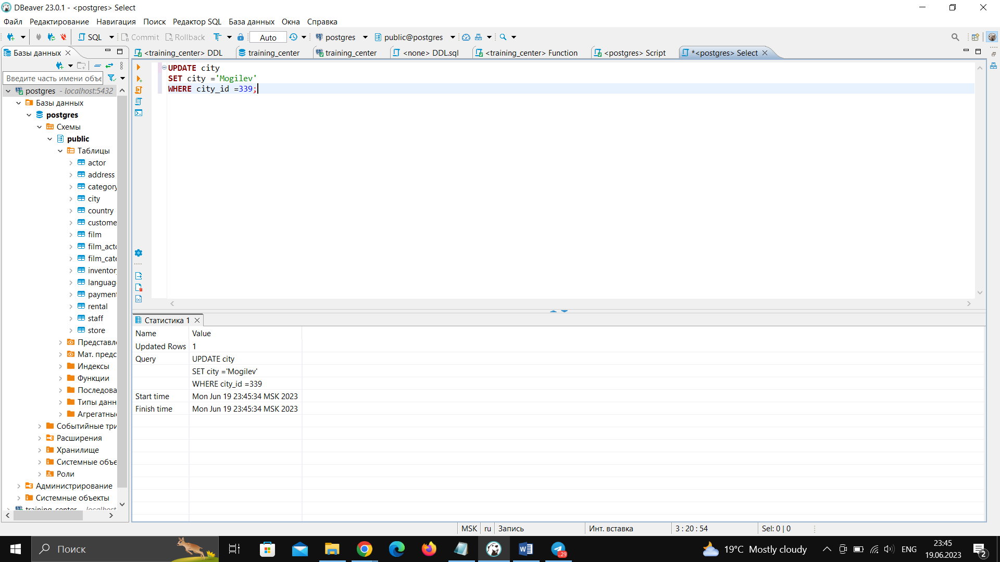 DBeaver 23.0.1 - <postgres> Select
Файл Редактирование Навигация Поиск Редактор SQL База данных Окна Справка
SQL Commit Rollback Auto postgres public@postgres
Базы данных
<training_center> DDL training_center training_center <none> DDL.sql <training_center> Function <postgres> Script *<postgres> Select
Введите часть имени объе
postgres - localhost:5432
Базы данных
postgres
Схемы
public
Таблицы
actor
address
category
city
country
custome
film
film_acto
film_cate
inventor
languag
paymen
rental
staff
store
Представл
Мат. предс
Индексы
Функции
Последова
Типы данн
Агрегатны
Событийные три
Расширения
Хранилище
Системные объе
Роли
Администрирование
Системные объекты
training_center - localhost
UPDATE city
SET city ='Mogilev'
WHERE city_id =339;
Статистика 1
Name Value
Updated Rows 1
Query UPDATE city
SET city ='Mogilev'
WHERE city_id =339
Start time Mon Jun 19 23:45:34 MSK 2023
Finish time Mon Jun 19 23:45:34 MSK 2023
MSK ru Запись Инт. вставка 3 : 20 : 54 Sel: 0 | 0
Поиск
..29
19°C Mostly cloudy
ENG
23:45
19.06.2023
2